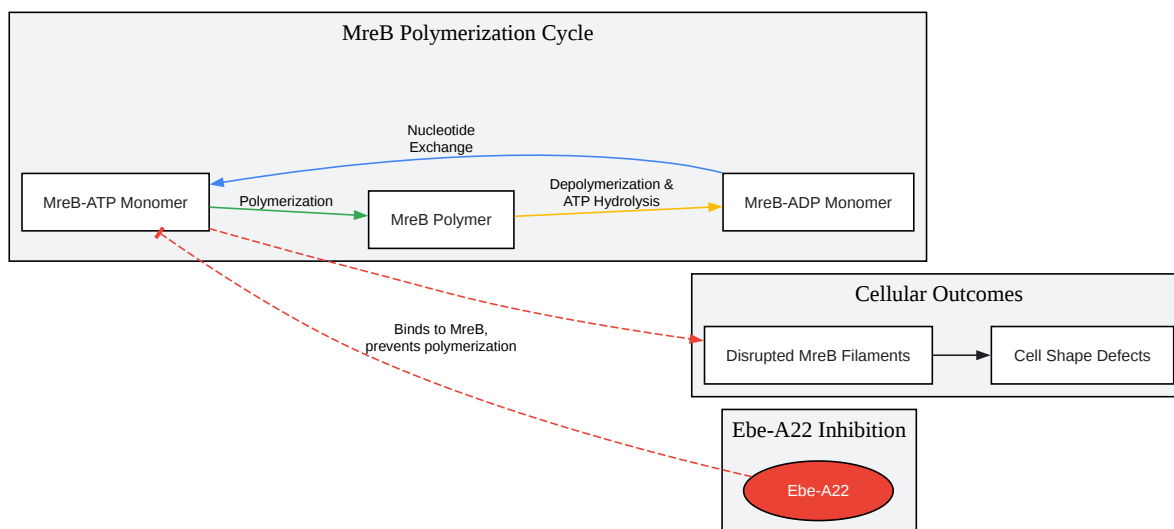 MreB Polymerization Cycle
Nucleotide
Exchange
MreB-ATP Monomer
Polymerization
MreB Polymer
Depolymerization &
ATP Hydrolysis
MreB-ADP Monomer
Cellular Outcomes
Binds to MreB,
prevents polymerization
Disrupted MreB Filaments
Cell Shape Defects
Ebe-A22 Inhibition
Ebe-A22